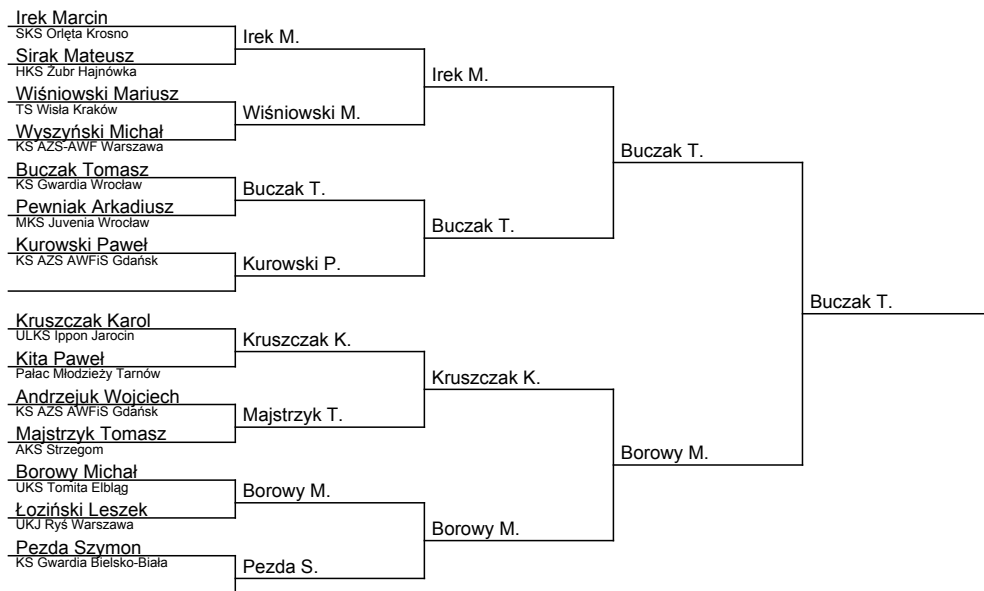 Irek Marcin
SKS Orlęta Krosno
Sirak Mateusz
HKS Żubr Hajnówka
Wiśniowski Mariusz
TS Wisła Kraków
Wyszyński Michał
KS AZS-AWF Warszawa
Buczak Tomasz
KS Gwardia Wrocław
Pewniak Arkadiusz
MKS Juvenia Wrocław
Kurowski Paweł
KS AZS AWFiS Gdańsk
Kruszczak Karol
ULKS Ippon Jarocin
Kita Paweł
Pałac Młodzieży Tarnów
Andrzejuk Wojciech
KS AZS AWFiS Gdańsk
Majstrzyk Tomasz
AKS Strzegom
Borowy Michał
UKS Tomita Elbląg
Łoziński Leszek
UKJ Ryś Warszawa
Pezda Szymon
KS Gwardia Bielsko-Biała
Irek M.
Wiśniowski M.
Buczak T.
Kurowski P.
Kruszczak K.
Majstrzyk T.
Borowy M.
Pezda S.
Irek M.
Buczak T.
Kruszczak K.
Borowy M.
Buczak T.
Borowy M.
Buczak T.